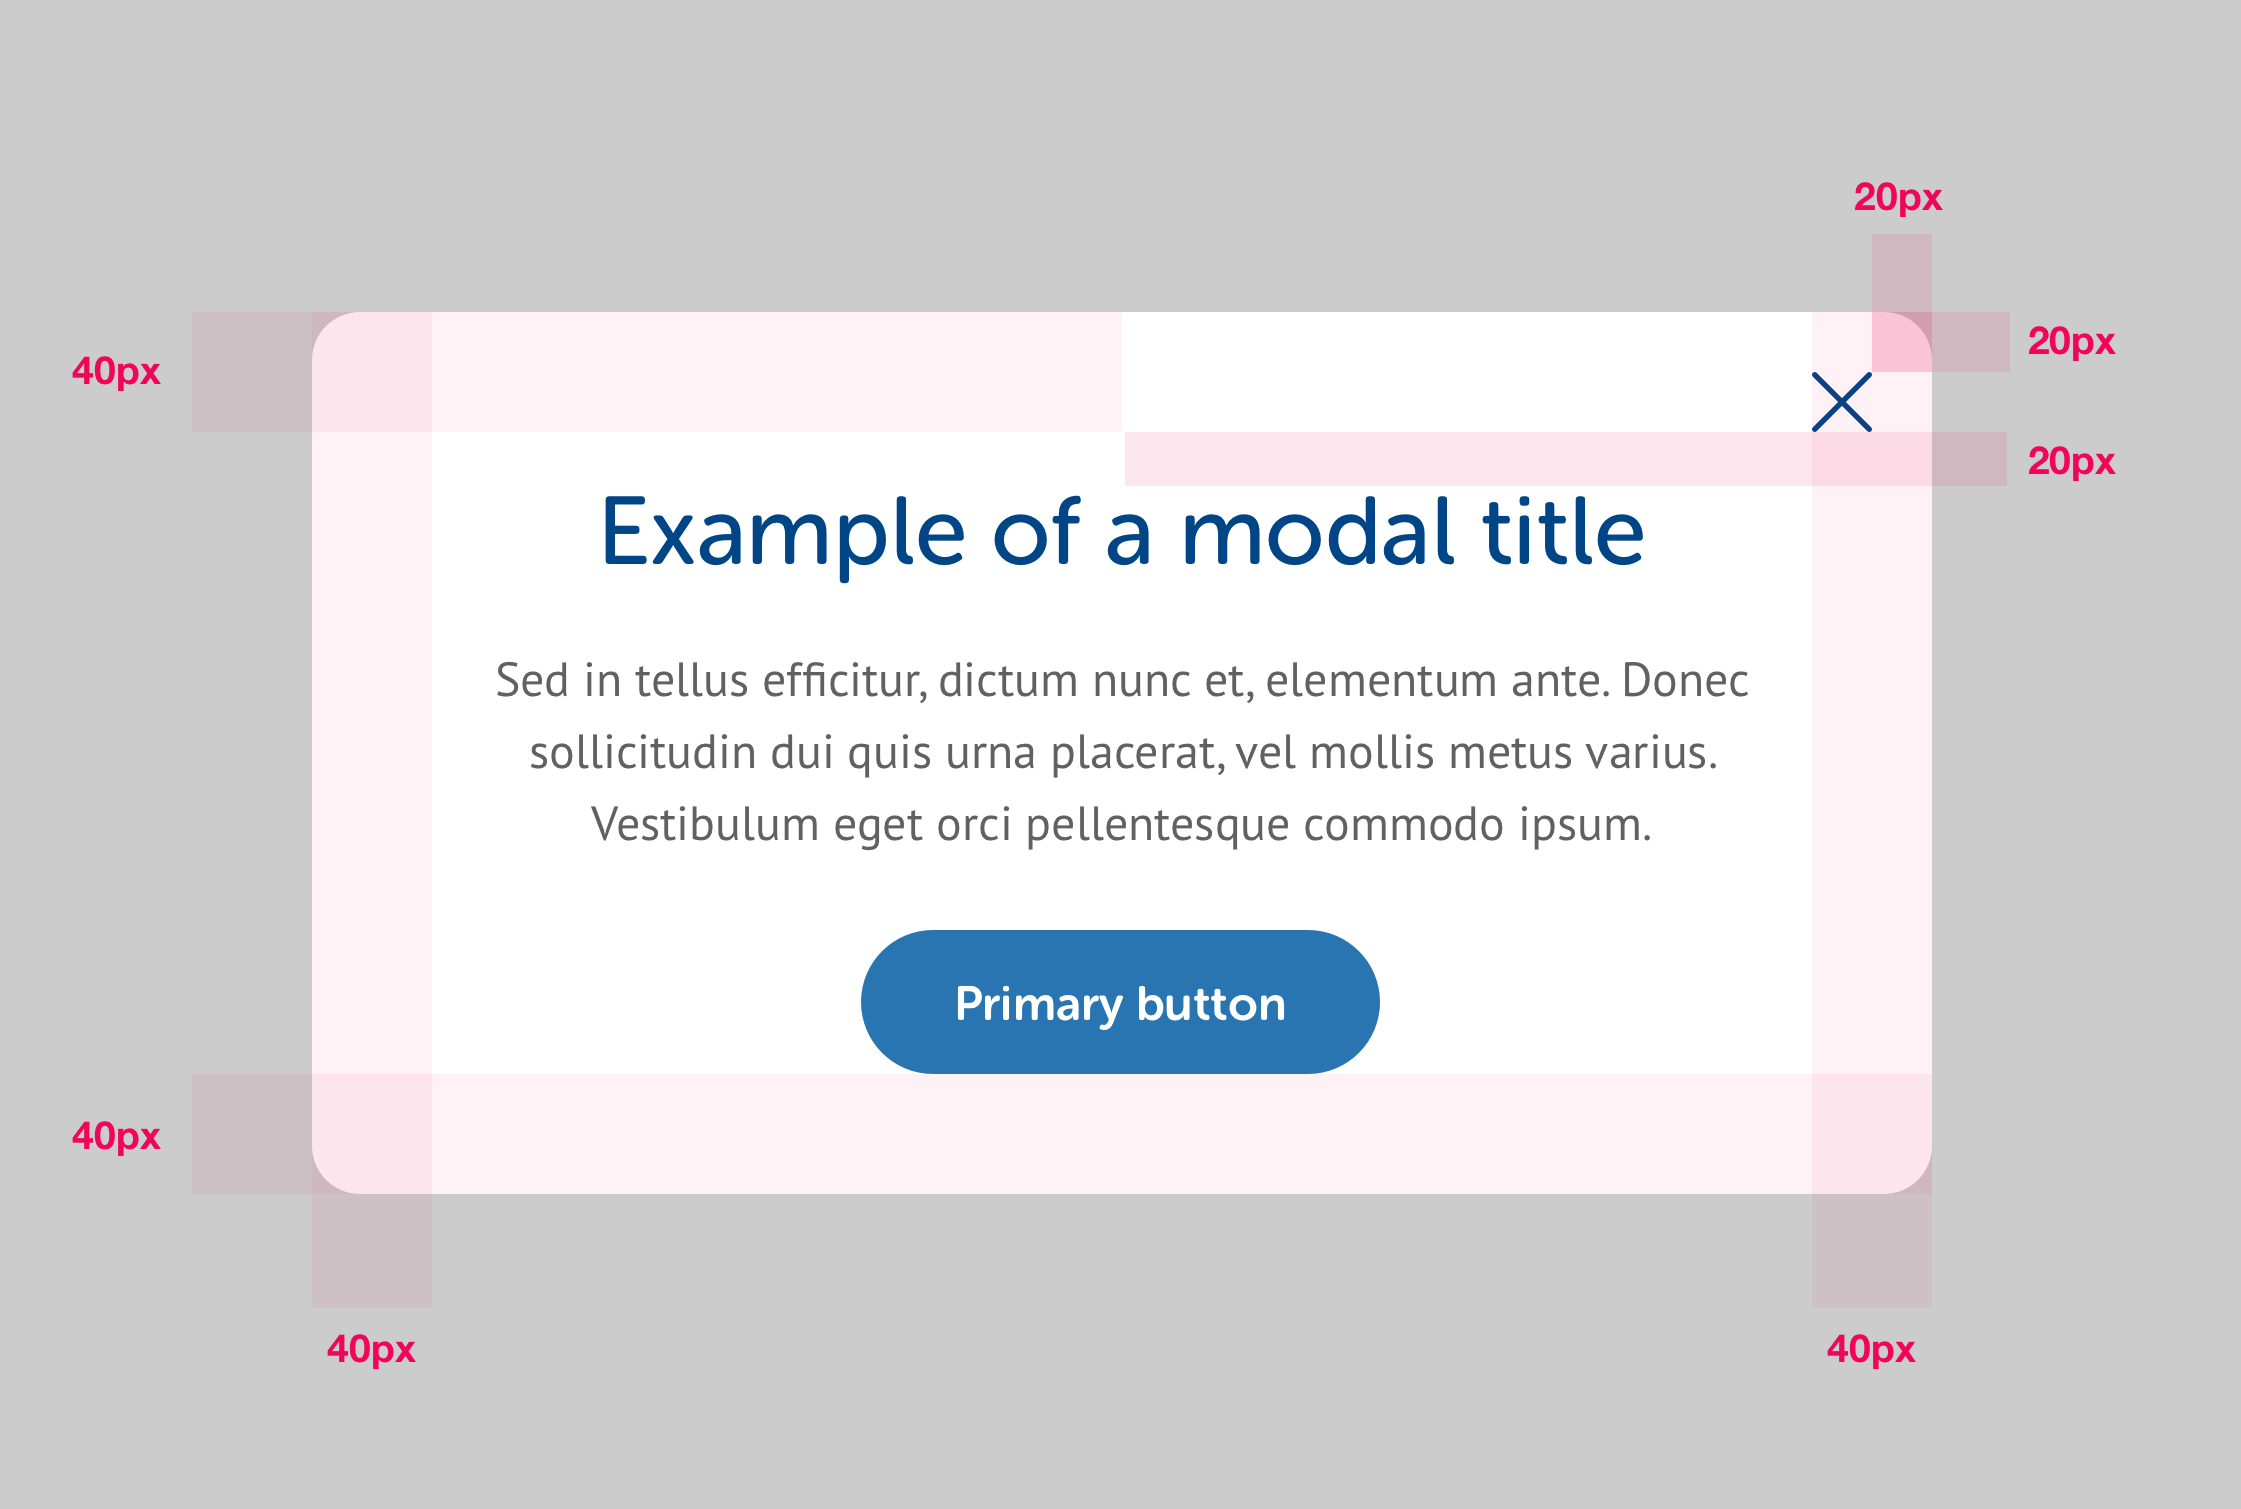 20px
40px
20px
20px
Example of a modal title
Sed in tellus efficitur, dictum nunc et, elementum ante. Donec
sollicitudin dui quis urna placerat, vel mollis metus varius.
Vestibulum eget orci pellentesque commodo ipsum.
Primary button
40px
40px
40px